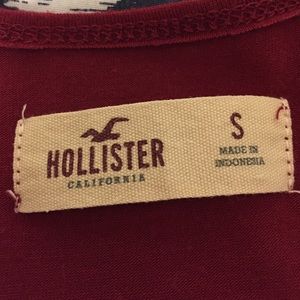 HOLLISTER
CALIFORNIA
S
MADE IN
INDONESIA